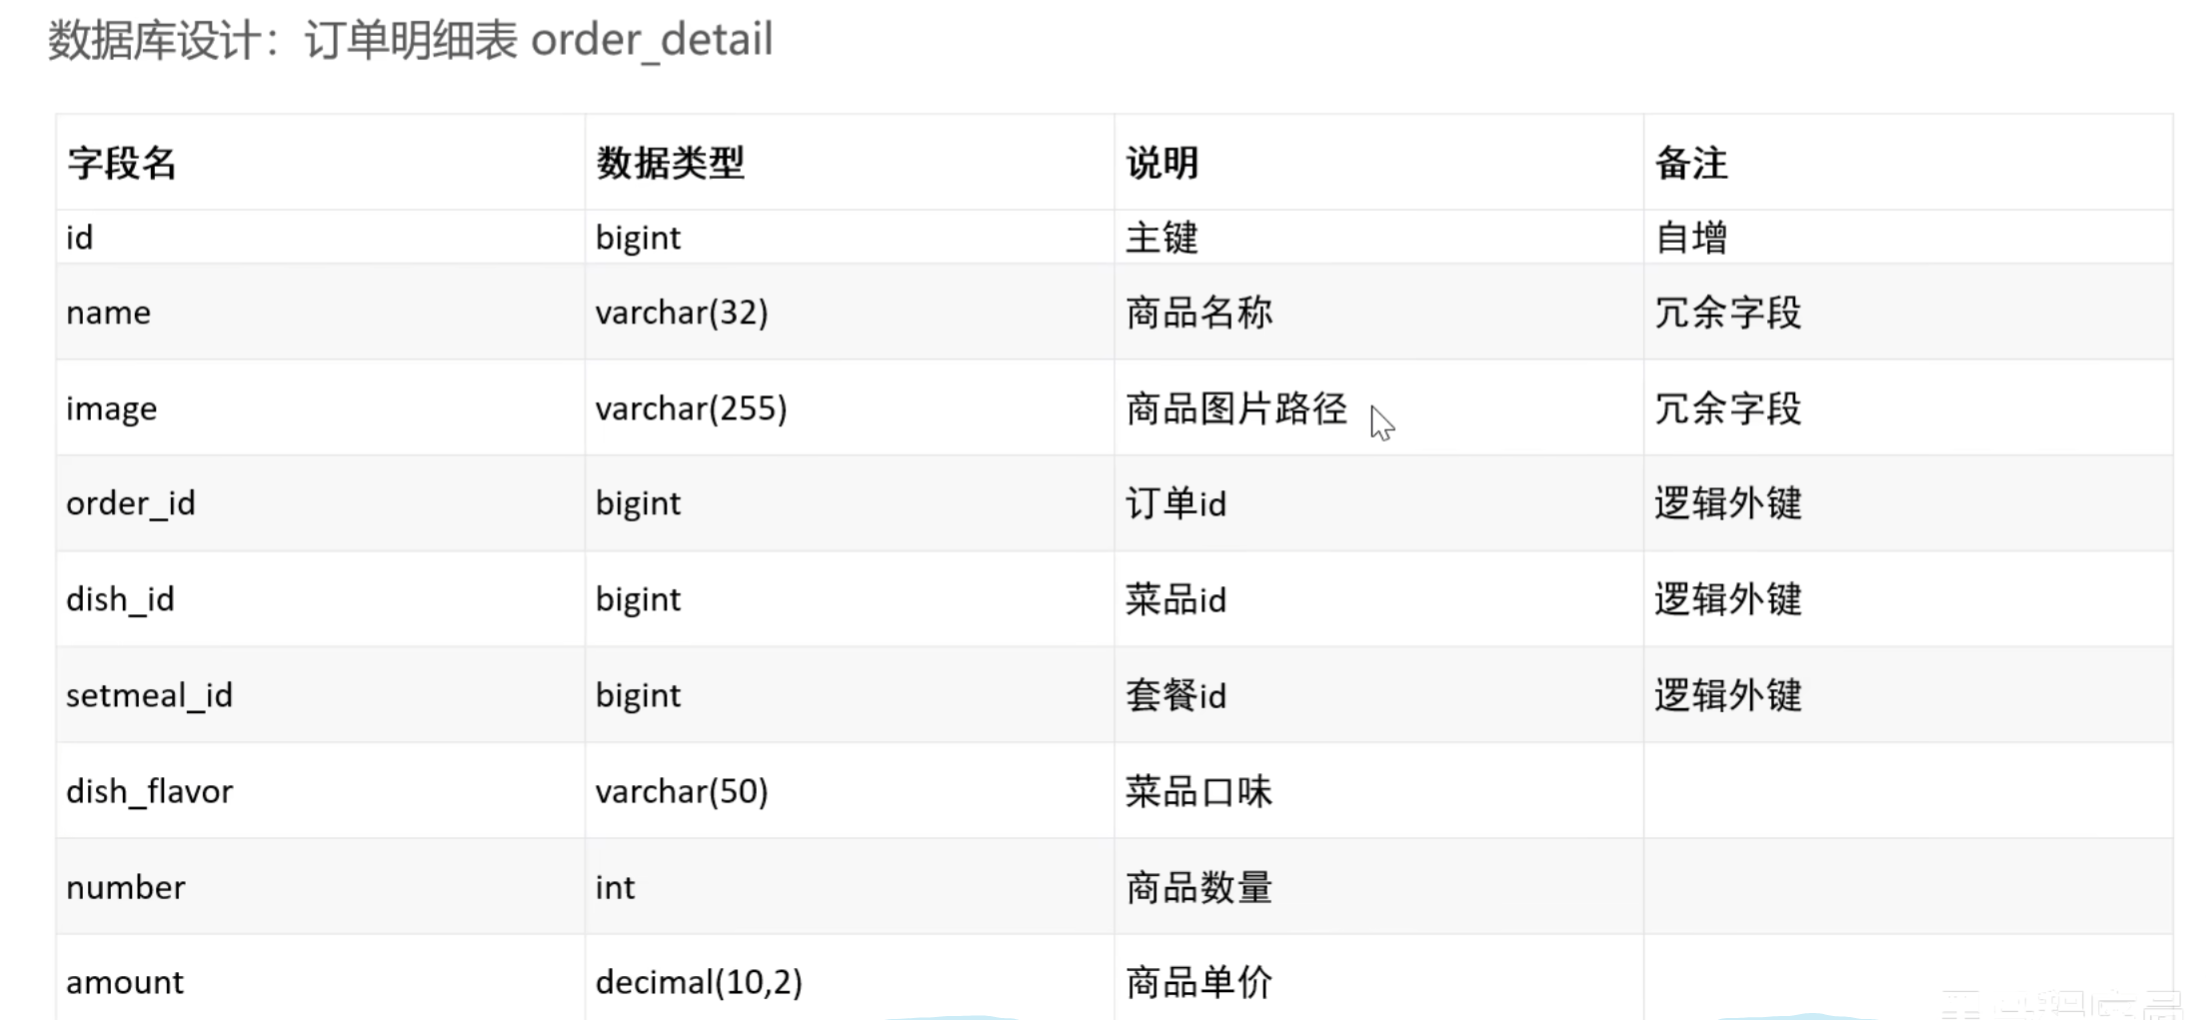 数据库设计：订单明细表 order_detail
字段名 数据类型 说明 备注
id bigint 主键 自增
name varchar(32) 商品名称 冗余字段
image varchar(255) 商品图片路径 冗余字段
order_id bigint 订单id 逻辑外键
dish_id bigint 菜品id 逻辑外键
setmeal_id bigint 套餐id 逻辑外键
dish_flavor varchar(50) 菜品口味
number int 商品数量
amount decimal(10,2) 商品单价